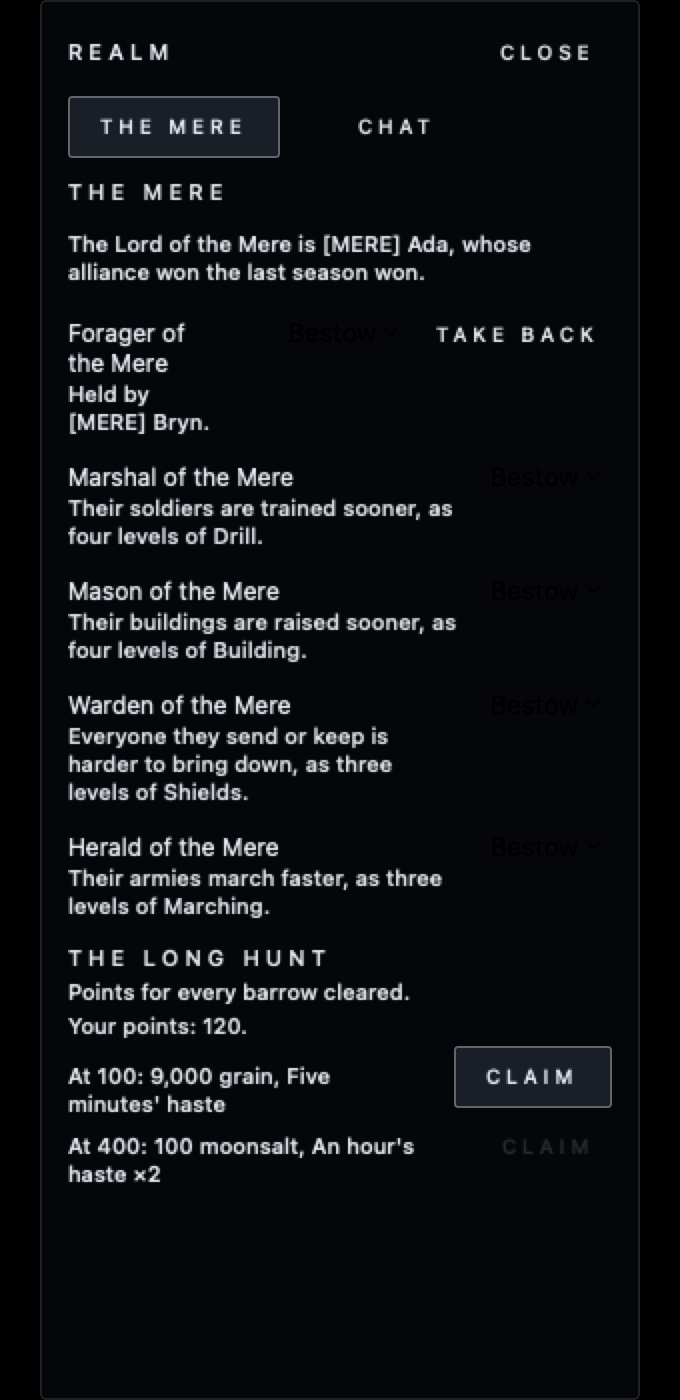 REALM
CLOSE
THE MERE
CHAT
THE MERE
The Lord of the Mere is [MERE] Ada, whose
alliance won the last season won.
Forager of
the Mere
Held by
[MERE] Bryn.
Bestow
TAKE BACK
Marshal of the Mere
Their soldiers are trained sooner, as
four levels of Drill.
Bestow
Mason of the Mere
Their buildings are raised sooner, as
four levels of Building.
Bestow
Warden of the Mere
Everyone they send or keep is
harder to bring down, as three
levels of Shields.
Bestow
Herald of the Mere
Their armies march faster, as three
levels of Marching.
Bestow
THE LONG HUNT
Points for every barrow cleared.
Your points: 120.
At 100: 9,000 grain, Five
minutes' haste
CLAIM
At 400: 100 moonsalt, An hour's
haste ×2
CLAIM